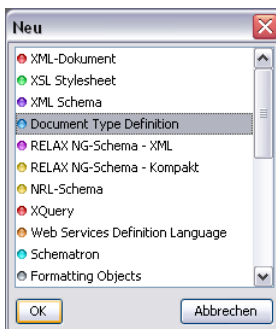 Neu
XML-Dokument
XSL Stylesheet
XML Schema
Document Type Definition
RELAX NG-Schema - XML
RELAX NG-Schema - Kompakt
NRL-Schema
XQuery
Web Services Definition Language
Schematron
Formatting Objects
OK
Abbrechen